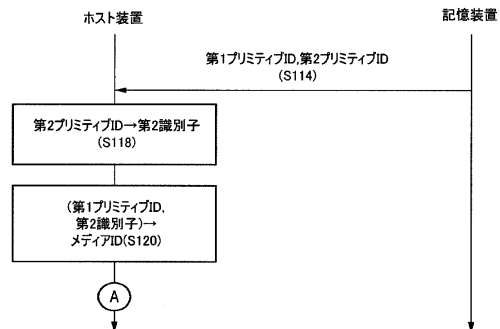 ホスト装置
記憶装置
第1プリミティブID,第2プリミティブID
(S114)
第2プリミティブID→第2識別子
(S118)
(第1プリミティブID,
第2識別子)→
メディアID(S120)
A